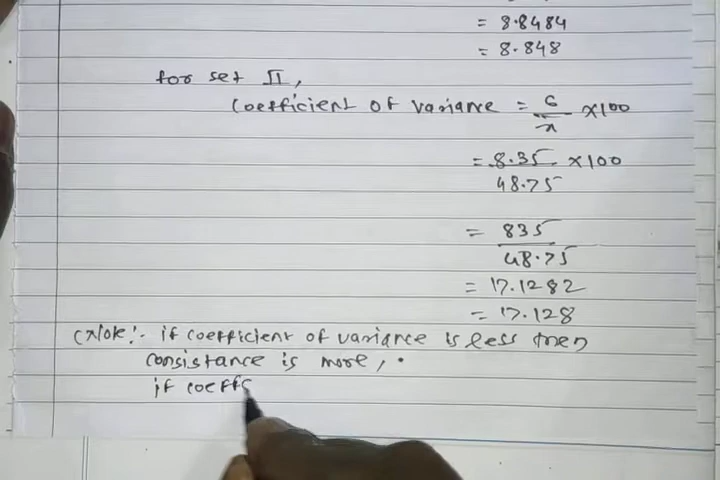 = 8.8484
= 8.848
for set II,
Coefficient of variance = σ/x̄ ×100
= 8.35/48.75 ×100
= 835/48.75
= 17.1282
= 17.128
(Note:- if coefficient of variance is less then
consistance is more, .
if coeffc